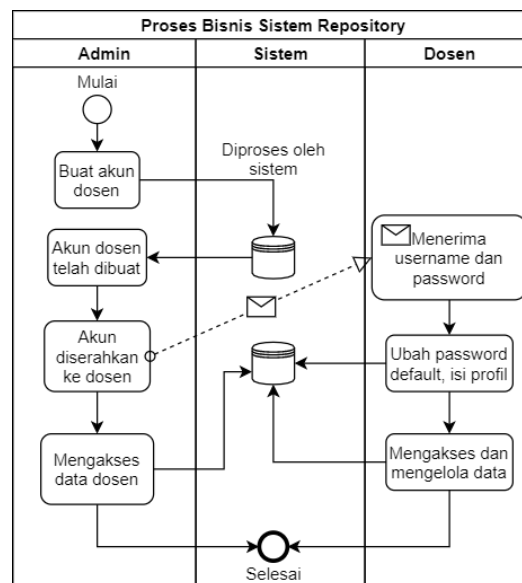 Proses Bisnis Sistem Repository
Admin
Sistem
Dosen
Mulai
Buat akun
dosen
Diproses oleh
sistem
Akun dosen
telah dibuat
Menerima
username dan
password
Akun
diserahkan
ke dosen
Ubah password
default, isi profil
Mengakses
data dosen
Mengakses dan
mengelola data
Selesai